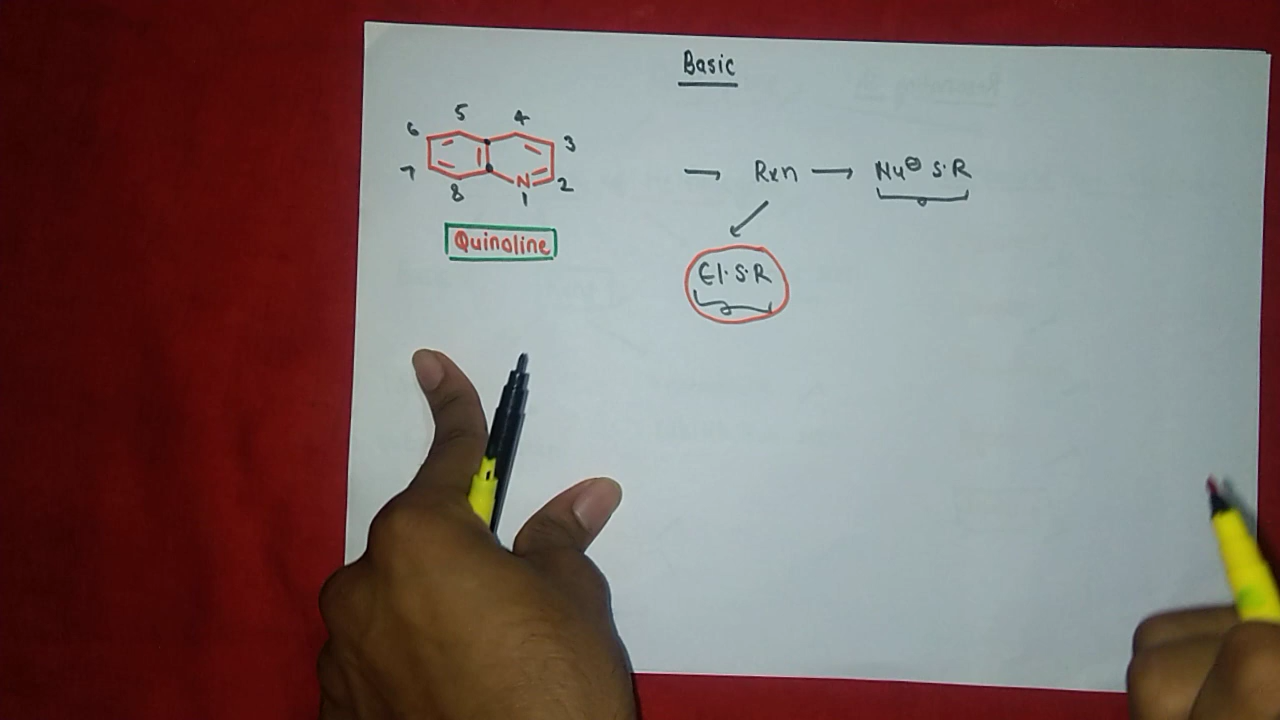 Basic
5 4
6 3
7 N 2
8 1
Quinoline
→ Rxn → Nu⊖ S·R
El·S·R